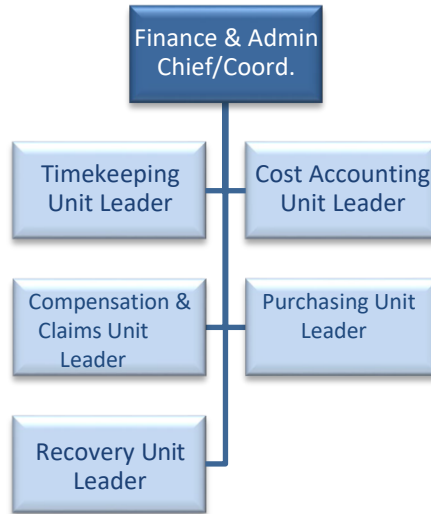 Finance & Admin
Chief/Coord.
Timekeeping
Unit Leader
Cost Accounting
Unit Leader
Compensation &
Claims Unit
Leader
Purchasing Unit
Leader
Recovery Unit
Leader